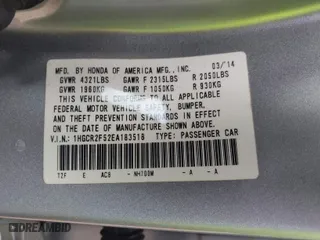 MFD. BY HONDA OF AMERICA MFG., INC. 03/14
GVWR 4321LBS GAWR F 2315LBS R 2050LBS
GVWR 1960KG GAWR F 1050KG R 930KG
THIS VEHICLE CONFORMS TO ALL APPLICABLE
FEDERAL MOTOR VEHICLE SAFETY, BUMPER,
AND THEFT PREVENTION STANDARDS IN EFFECT ON
THE DATE OF MANUFACTURE SHOWN ABOVE.
V.I.N.: 1HGCR2F52EA183518 TYPE: PASSENGER CAR
E NH700M -A -A
DREAMBID